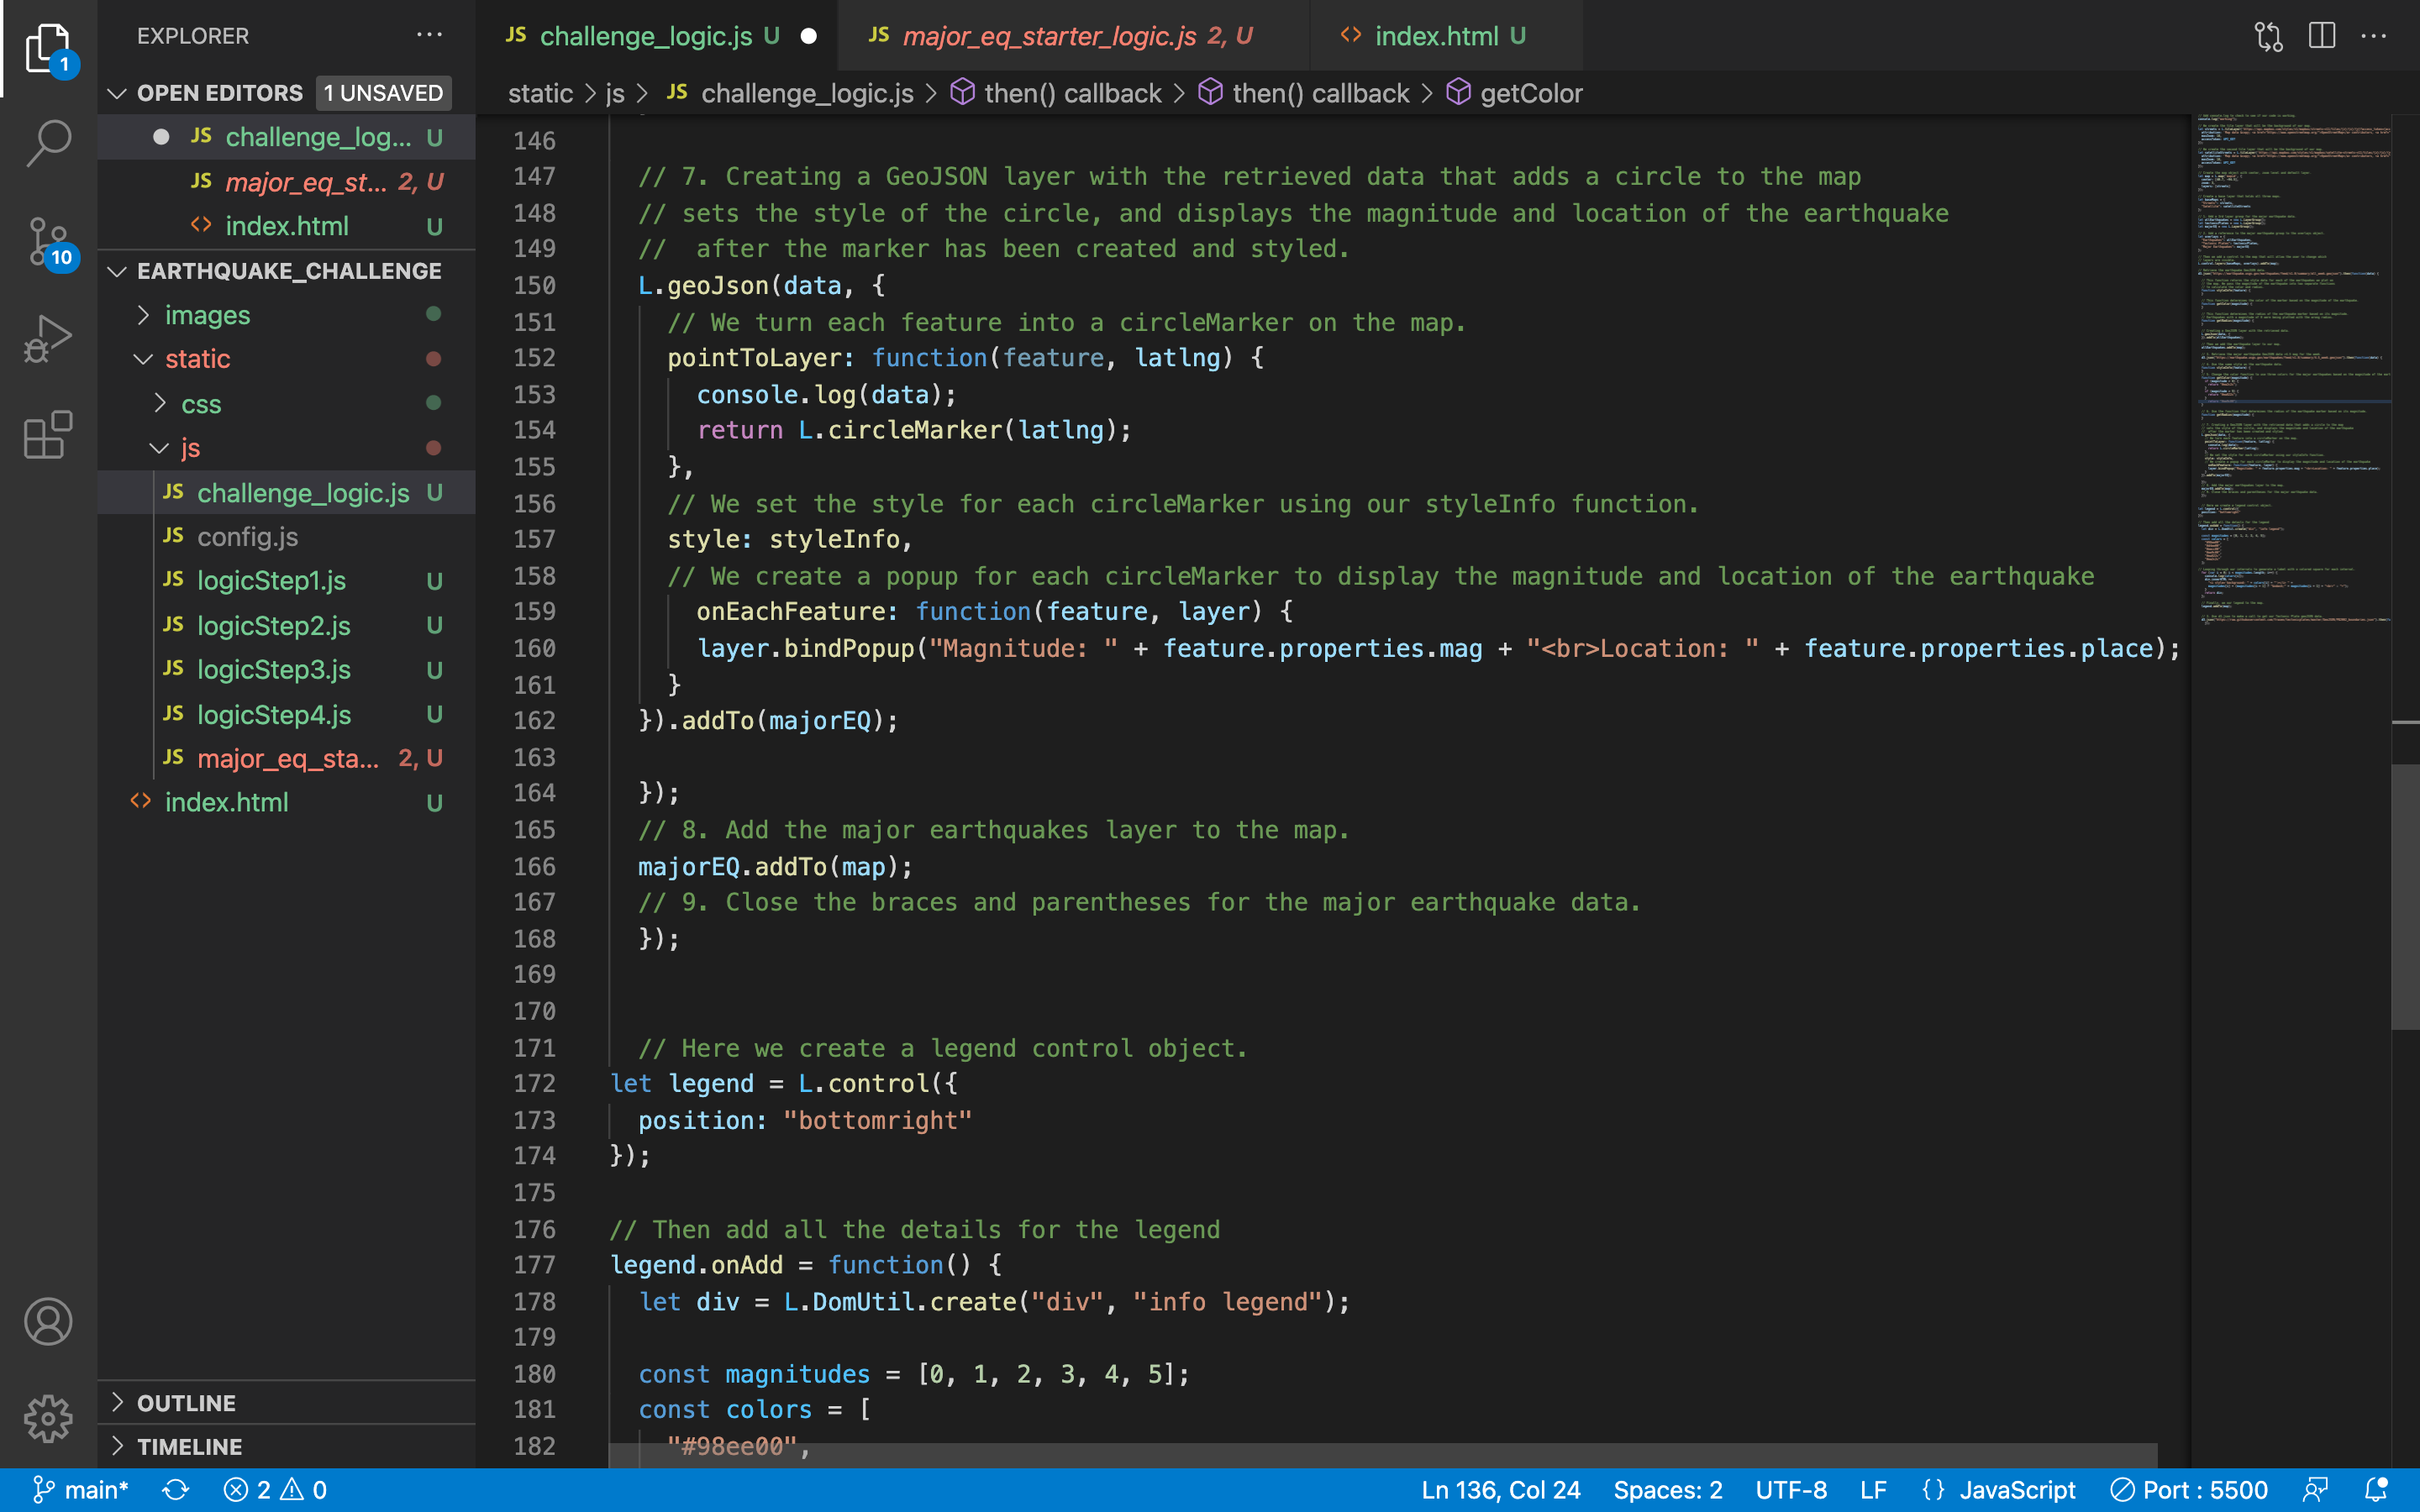 EXPLORER
OPEN EDITORS 1 UNSAVED
JS challenge_log... U
JS major_eq_st... 2, U
<> index.html U
EARTHQUAKE_CHALLENGE
images
static
css
js
JS challenge_logic.js U
JS config.js
JS logicStep1.js U
JS logicStep2.js U
JS logicStep3.js U
JS logicStep4.js U
JS major_eq_sta... 2, U
<> index.html U
OUTLINE
TIMELINE
1
10
JS challenge_logic.js U
JS major_eq_starter_logic.js 2, U
<> index.html U
static > js > JS challenge_logic.js > then() callback > then() callback > getColor
146
147 // 7. Creating a GeoJSON layer with the retrieved data that adds a circle to the map
148 // sets the style of the circle, and displays the magnitude and location of the earthquake
149 //  after the marker has been created and styled.
150 L.geoJson(data, {
151 // We turn each feature into a circleMarker on the map.
152 pointToLayer: function(feature, latlng) {
153 console.log(data);
154 return L.circleMarker(latlng);
155 },
156 // We set the style for each circleMarker using our styleInfo function.
157 style: styleInfo,
158 // We create a popup for each circleMarker to display the magnitude and location of the earthquake
159 onEachFeature: function(feature, layer) {
160 layer.bindPopup("Magnitude: " + feature.properties.mag + "<br>Location: " + feature.properties.place);
161 }
162 }).addTo(majorEQ);
163
164 });
165 // 8. Add the major earthquakes layer to the map.
166 majorEQ.addTo(map);
167 // 9. Close the braces and parentheses for the major earthquake data.
168 });
169
170
171 // Here we create a legend control object.
172 let legend = L.control({
173 position: "bottomright"
174 });
175
176 // Then add all the details for the legend
177 legend.onAdd = function() {
178 let div = L.DomUtil.create("div", "info legend");
179
180 const magnitudes = [0, 1, 2, 3, 4, 5];
181 const colors = [
182 "#98ee00",
main* 2 0 Ln 136, Col 24 Spaces: 2 UTF-8 LF {} JavaScript Port : 5500